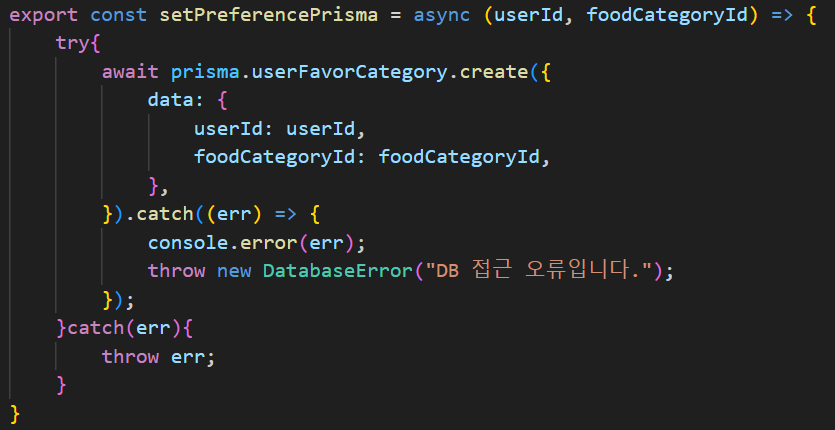 export const setPreferencePrisma = async (userId, foodCategoryId) => {
    try{
        await prisma.userFavorCategory.create({
            data: {
                userId: userId,
                foodCategoryId: foodCategoryId,
            },
        }).catch((err) => {
            console.error(err);
            throw new DatabaseError("DB 접근 오류입니다.");
        });
    }catch(err){
        throw err;
    }
}